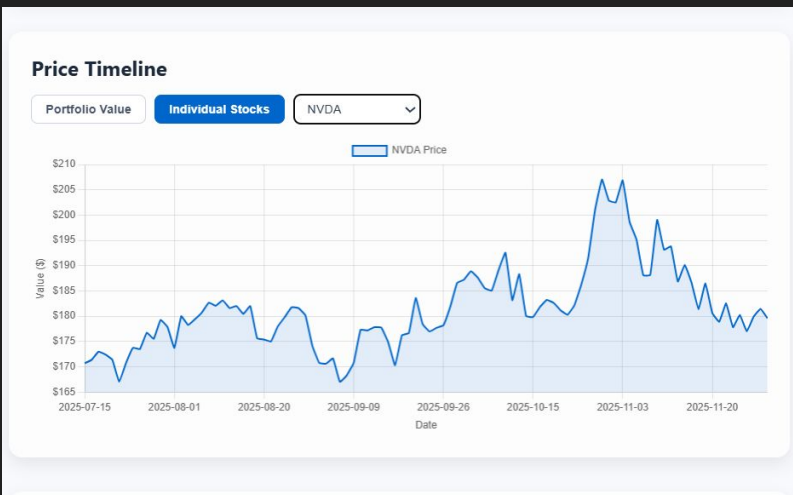 Price Timeline
Portfolio Value
Individual Stocks
NVDA
NVDA Price
$210
$205
$200
$195
$190
$185
$180
$175
$170
$165
Value ($)
2025-07-15 2025-08-01 2025-08-20 2025-09-09 2025-09-26 2025-10-15 2025-11-03 2025-11-20
Date